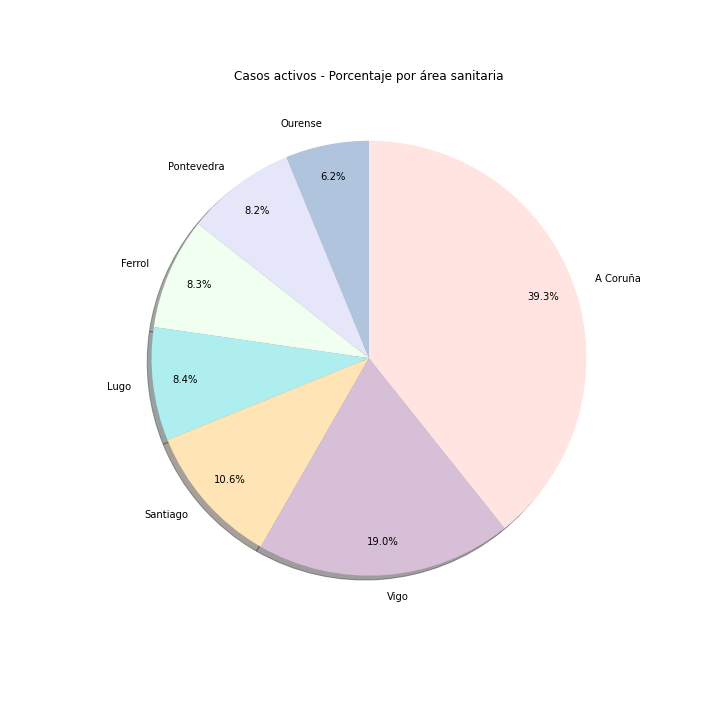 Casos activos - Porcentaje por área sanitaria
Ourense
6.2%
Pontevedra
8.2%
Ferrol
8.3%
A Coruña
39.3%
Lugo
8.4%
Santiago
10.6%
Vigo
19.0%